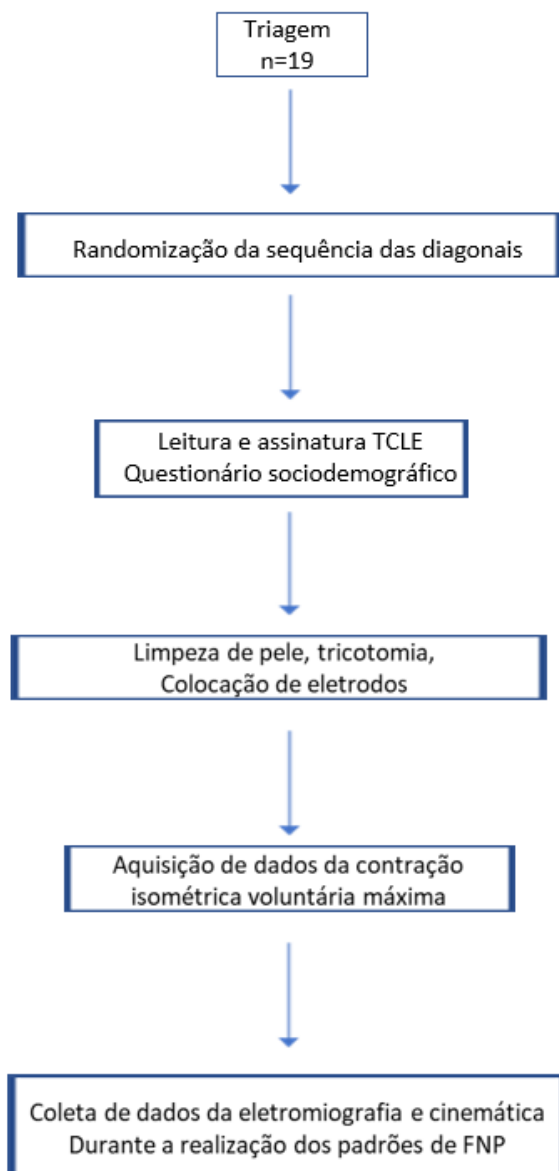 Triagem
n=19
Randomização da sequência das diagonais
Leitura e assinatura TCLE
Questionário sociodemográfico
Limpeza de pele, tricotomia,
Colocação de eletrodos
Aquisição de dados da contração
isométrica voluntária máxima
Coleta de dados da eletromiografia e cinemática
Durante a realização dos padrões de FNP